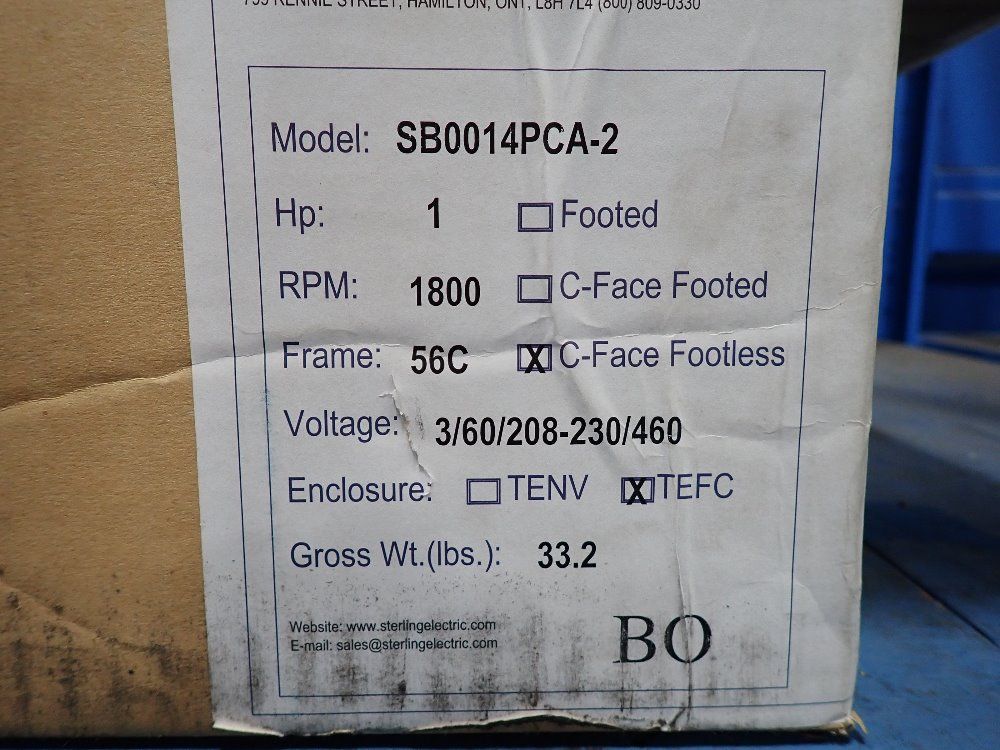 799 RENNIE STREET, HAMILTON, ONT, L8H 7L4 (800) 809-0330
Model: SB0014PCA-2
Hp: 1 Footed
RPM: 1800 C-Face Footed
Frame: 56C X C-Face Footless
Voltage: 3/60/208-230/460
Enclosure: TENV X TEFC
Gross Wt.(lbs.): 33.2
Website: www.sterlingelectric.com
E-mail: sales@sterlingelectric.com
BO